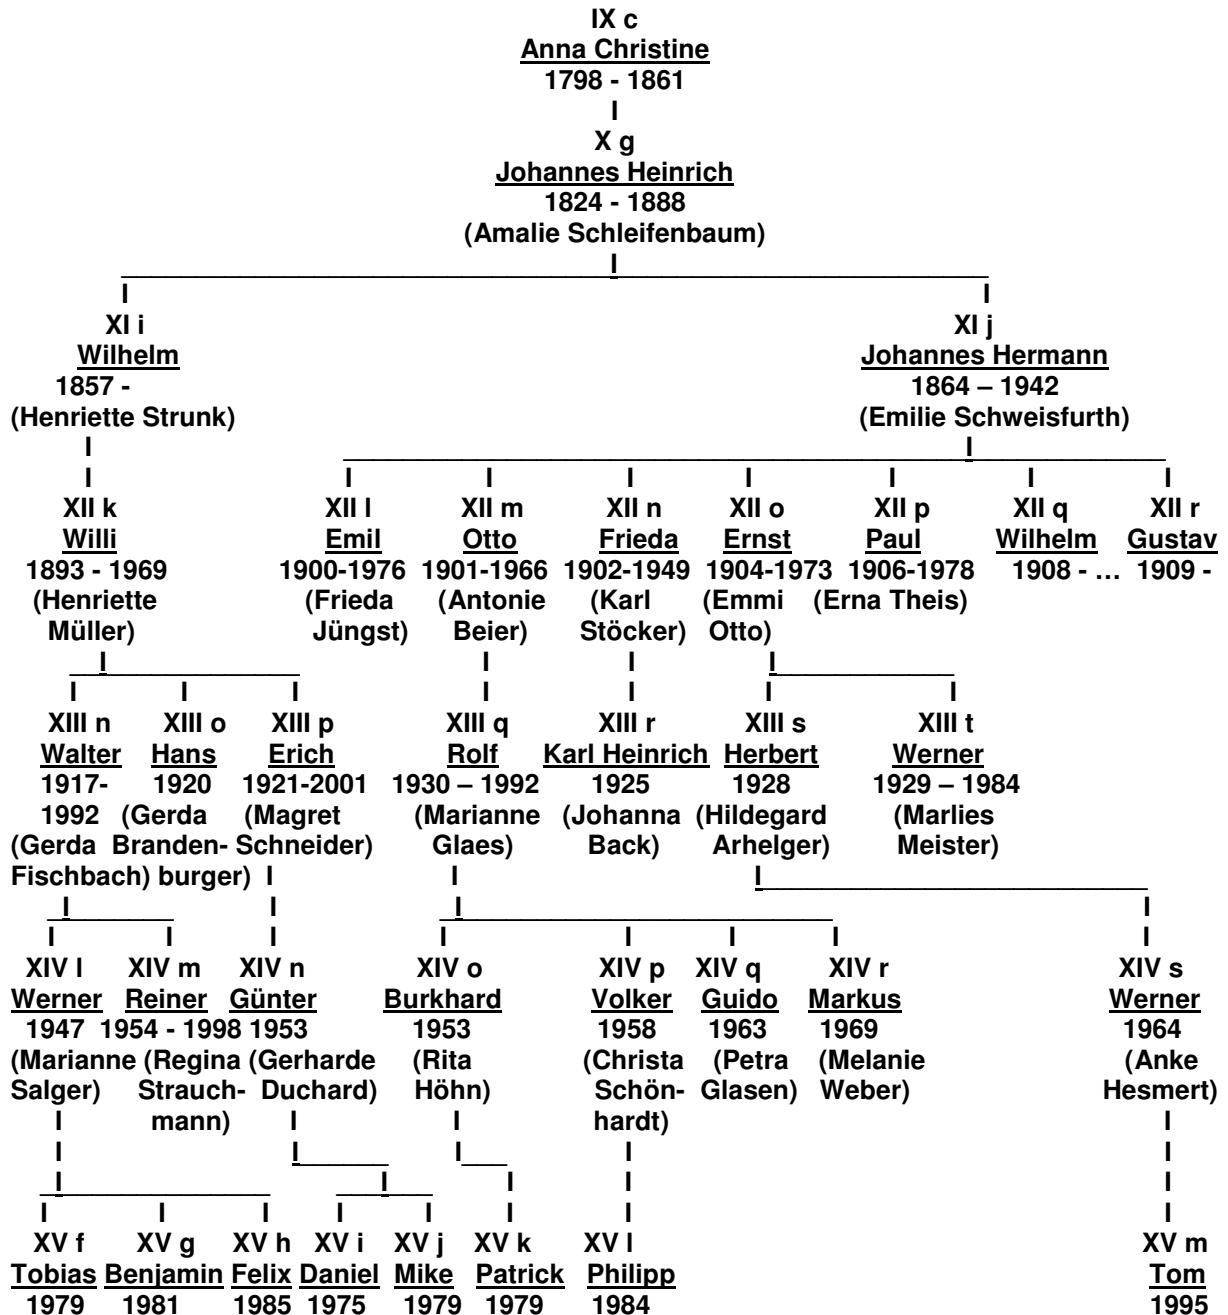 IX c
Anna Christine
1798 - 1861
I
X g
Johannes Heinrich
1824 - 1888
(Amalie Schleifenbaum)
I
I I
XI i XI j
Wilhelm Johannes Hermann
1857 - 1864 – 1942
(Henriette Strunk) (Emilie Schweisfurth)
I I
I I I I I I I I
XII k XII l XII m XII n XII o XII p XII q XII r
Willi Emil Otto Frieda Ernst Paul Wilhelm Gustav
1893 - 1969 1900-1976 1901-1966 1902-1949 1904-1973 1906-1978 1908 - … 1909 -
(Henriette (Frieda (Antonie (Karl (Emmi (Erna Theis)
Müller) Jüngst) Beier) Stöcker) Otto)
I I I I
I I I I I I I
XIII n XIII o XIII p XIII q XIII r XIII s XIII t
Walter Hans Erich Rolf Karl Heinrich Herbert Werner
1917- 1920 1921-2001 1930 – 1992 1925 1928 1929 – 1984
1992 (Gerda (Magret (Marianne (Johanna (Hildegard (Marlies
(Gerda Branden- Schneider) Glaes) Back) Arhelger) Meister)
Fischbach) burger) I I I
I I I I
I I I I I I I I
XIV l XIV m XIV n XIV o XIV p XIV q XIV r XIV s
Werner Reiner Günter Burkhard Volker Guido Markus Werner
1947 1954 - 1998 1953 1953 1958 1963 1969 1964
(Marianne (Regina (Gerharde (Rita (Christa (Petra (Melanie (Anke
Salger) Strauch- Duchard) Höhn) Schön- Glasen) Weber) Hesmert)
mann) hardt)
I I I I I
I I I I I
I I I I
I I I I I I I I
XV f XV g XV h XV i XV j XV k XV l XV m
Tobias Benjamin Felix Daniel Mike Patrick Philipp Tom
1979 1981 1985 1975 1979 1979 1984 1995